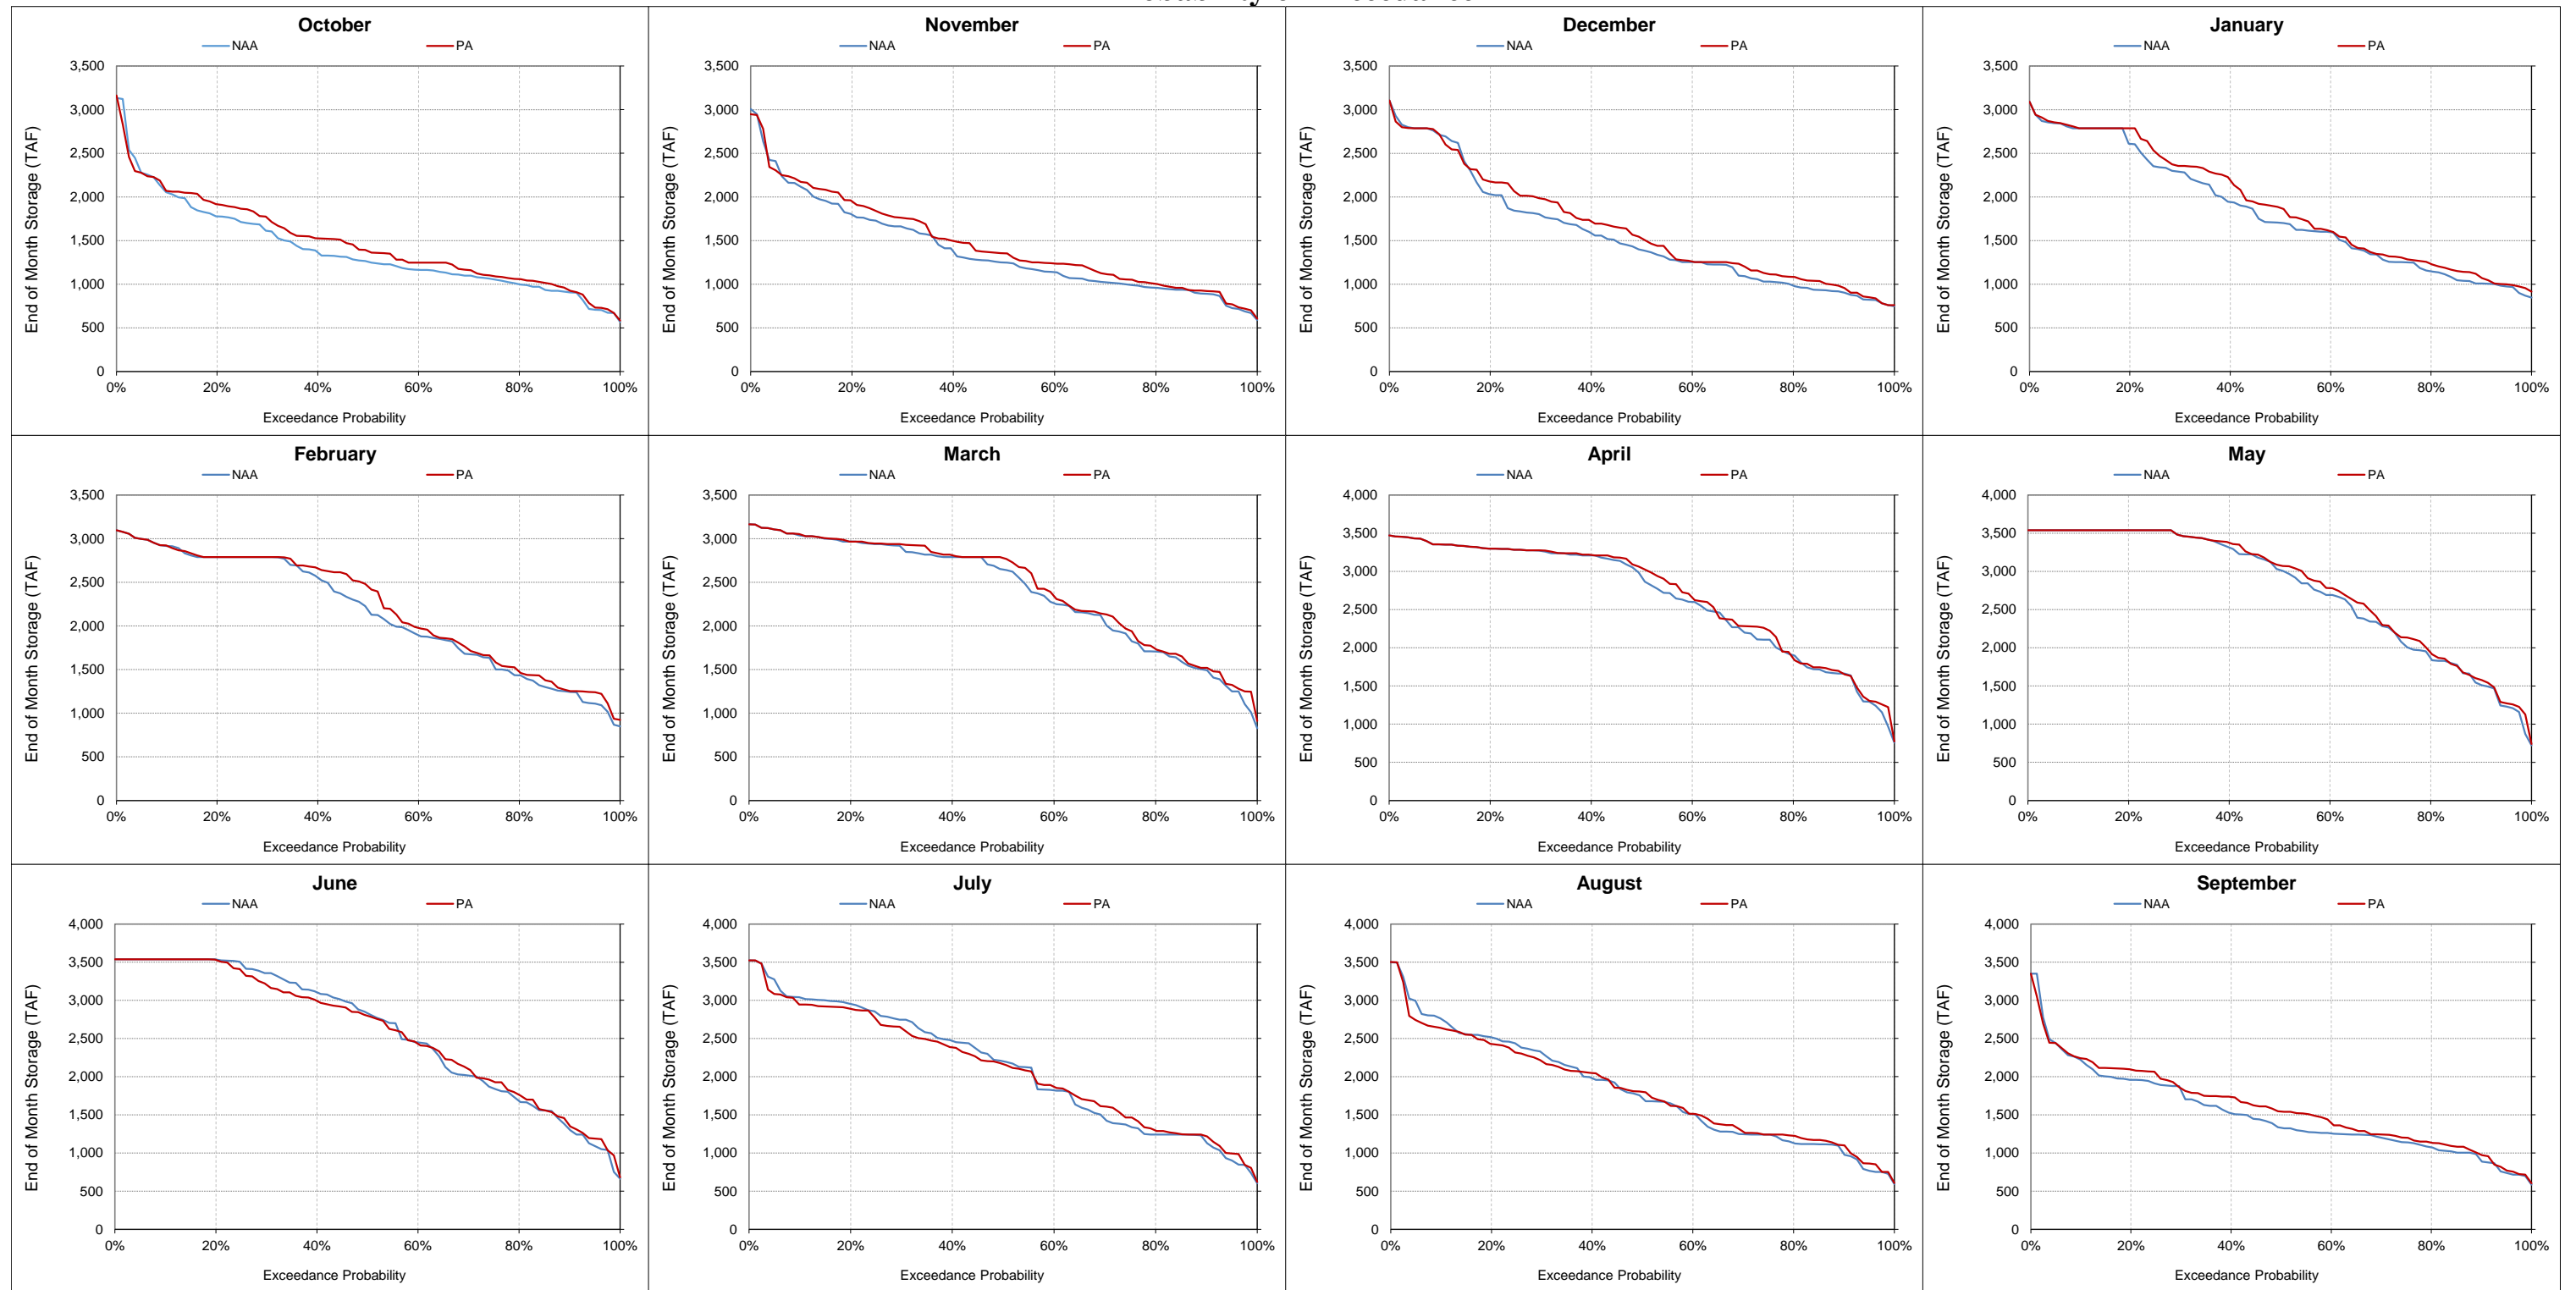 October
NAA PA
3,500
3,000
2,500
2,000
1,500
1,000
500
0
0% 20% 40% 60% 80% 100%
End of Month Storage (TAF)
Exceedance Probability
November
NAA PA
3,500
3,000
2,500
2,000
1,500
1,000
500
0
0% 20% 40% 60% 80% 100%
End of Month Storage (TAF)
Exceedance Probability
December
NAA PA
3,500
3,000
2,500
2,000
1,500
1,000
500
0
0% 20% 40% 60% 80% 100%
End of Month Storage (TAF)
Exceedance Probability
January
NAA PA
3,500
3,000
2,500
2,000
1,500
1,000
500
0
0% 20% 40% 60% 80% 100%
End of Month Storage (TAF)
Exceedance Probability
February
NAA PA
3,500
3,000
2,500
2,000
1,500
1,000
500
0
0% 20% 40% 60% 80% 100%
End of Month Storage (TAF)
Exceedance Probability
March
NAA PA
3,500
3,000
2,500
2,000
1,500
1,000
500
0
0% 20% 40% 60% 80% 100%
End of Month Storage (TAF)
Exceedance Probability
April
NAA PA
4,000
3,500
3,000
2,500
2,000
1,500
1,000
500
0
0% 20% 40% 60% 80% 100%
End of Month Storage (TAF)
Exceedance Probability
May
NAA PA
4,000
3,500
3,000
2,500
2,000
1,500
1,000
500
0
0% 20% 40% 60% 80% 100%
End of Month Storage (TAF)
Exceedance Probability
June
NAA PA
4,000
3,500
3,000
2,500
2,000
1,500
1,000
500
0
0% 20% 40% 60% 80% 100%
End of Month Storage (TAF)
Exceedance Probability
July
NAA PA
4,000
3,500
3,000
2,500
2,000
1,500
1,000
500
0
0% 20% 40% 60% 80% 100%
End of Month Storage (TAF)
Exceedance Probability
August
NAA PA
4,000
3,500
3,000
2,500
2,000
1,500
1,000
500
0
0% 20% 40% 60% 80% 100%
End of Month Storage (TAF)
Exceedance Probability
September
NAA PA
4,000
3,500
3,000
2,500
2,000
1,500
1,000
500
0
0% 20% 40% 60% 80% 100%
End of Month Storage (TAF)
Exceedance Probability